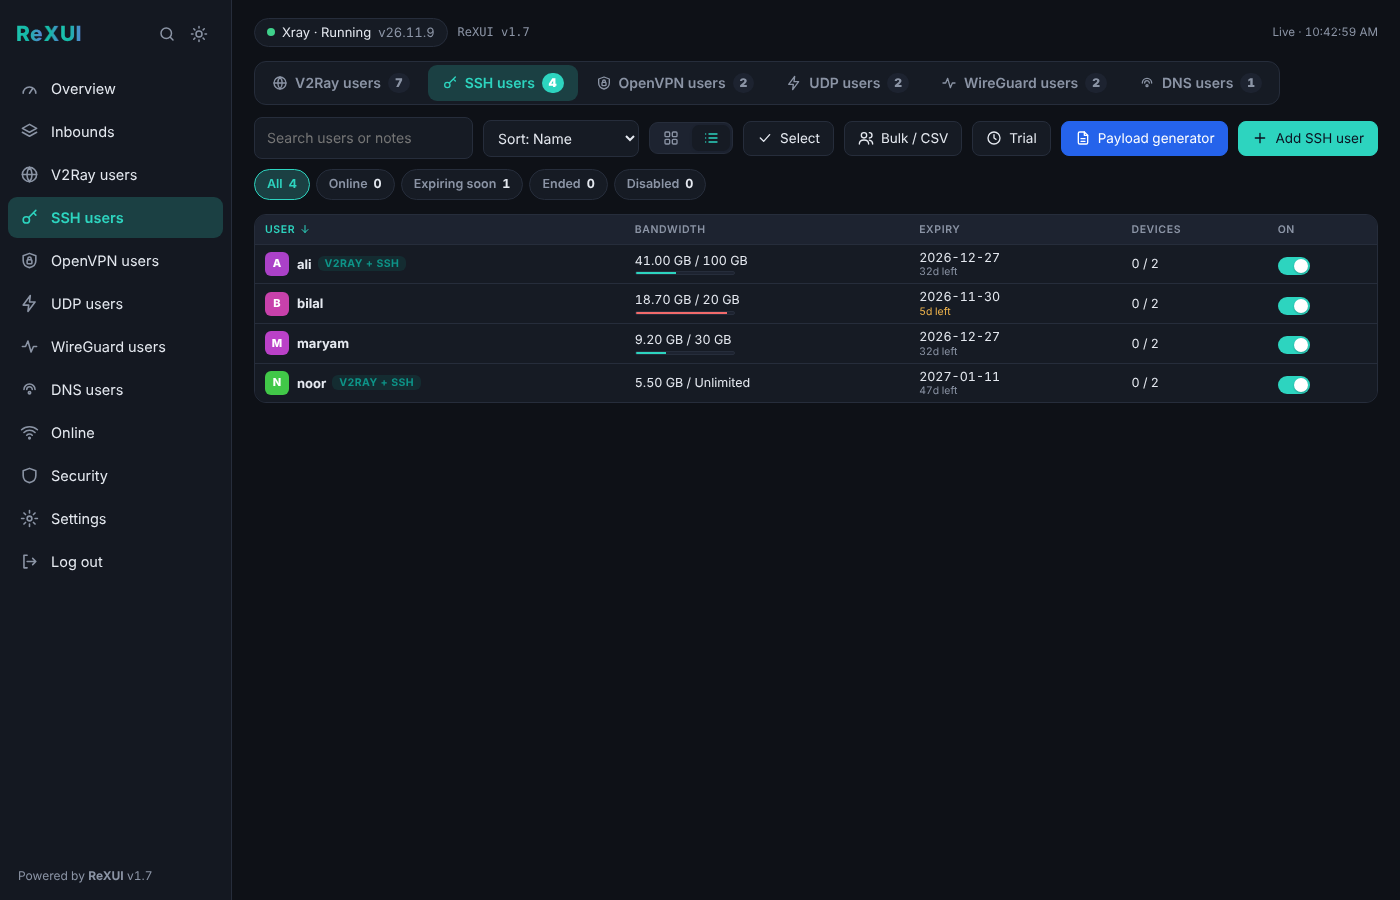 ReXUI
Overview
Inbounds
V2Ray users
SSH users
OpenVPN users
UDP users
WireGuard users
DNS users
Online
Security
Settings
Log out
Powered by ReXUI v1.7
Xray · Running v26.11.9 ReXUI v1.7 Live · 10:42:59 AM
V2Ray users 7 SSH users 4 OpenVPN users 2 UDP users 2 WireGuard users 2 DNS users 1
Search users or notes Sort: Name Select Bulk / CSV Trial Payload generator + Add SSH user
All 4 Online 0 Expiring soon 1 Ended 0 Disabled 0
USER ↓ BANDWIDTH EXPIRY DEVICES ON
A ali V2RAY + SSH 41.00 GB / 100 GB 2026-12-27 0 / 2
32d left
B bilal 18.70 GB / 20 GB 2026-11-30 0 / 2
5d left
M maryam 9.20 GB / 30 GB 2026-12-27 0 / 2
32d left
N noor V2RAY + SSH 5.50 GB / Unlimited 2027-01-11 0 / 2
47d left